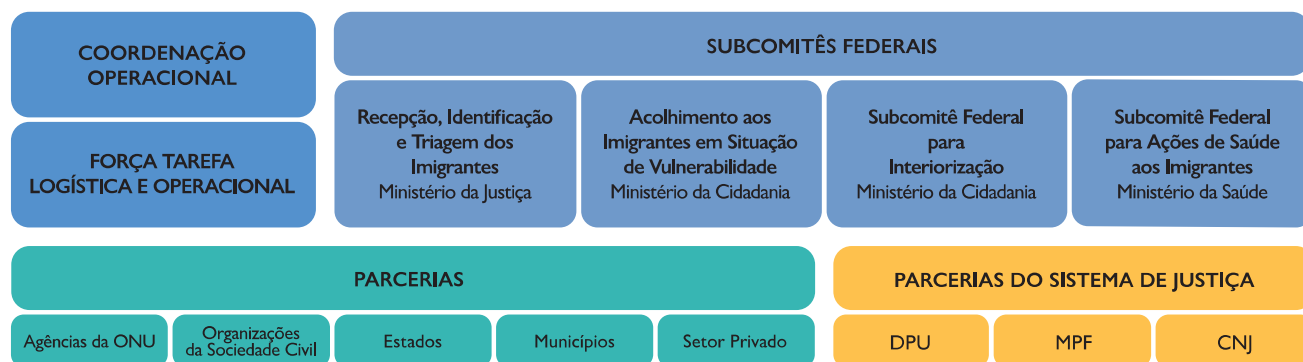 COORDENAÇÃO
OPERACIONAL
FORÇA TAREFA
LOGÍSTICA E OPERACIONAL
SUBCOMITÊS FEDERAIS
Recepção, Identificação
e Triagem dos
Imigrantes
Ministério da Justiça
Acolhimento aos
Imigrantes em Situação
de Vulnerabilidade
Ministério da Cidadania
Subcomitê Federal
para
Interiorização
Ministério da Cidadania
Subcomitê Federal
para Ações de Saúde
aos Imigrantes
Ministério da Saúde
PARCERIAS
Agências da ONU
Organizações
da Sociedade Civil
Estados
Municípios
Setor Privado
PARCERIAS DO SISTEMA DE JUSTIÇA
DPU
MPF
CNJ